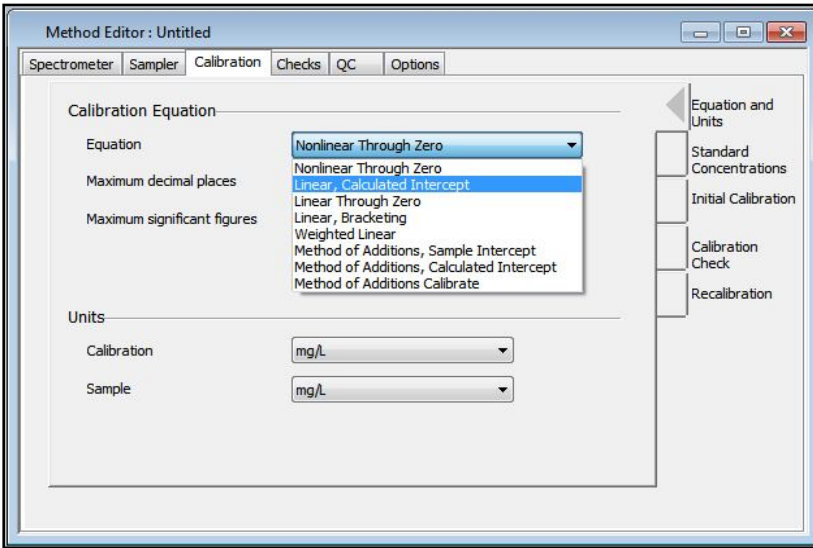 Method Editor : Untitled
Spectrometer
Sampler
Calibration
Checks
QC
Options
Calibration Equation
Equation
Nonlinear Through Zero
Nonlinear Through Zero
Linear, Calculated Intercept
Linear Through Zero
Linear, Bracketing
Weighted Linear
Method of Additions, Sample Intercept
Method of Additions, Calculated Intercept
Method of Additions Calibrate
Maximum decimal places
Maximum significant figures
Units
Calibration
mg/L
Sample
mg/L
Equation and
Units
Standard
Concentrations
Initial Calibration
Calibration
Check
Recalibration